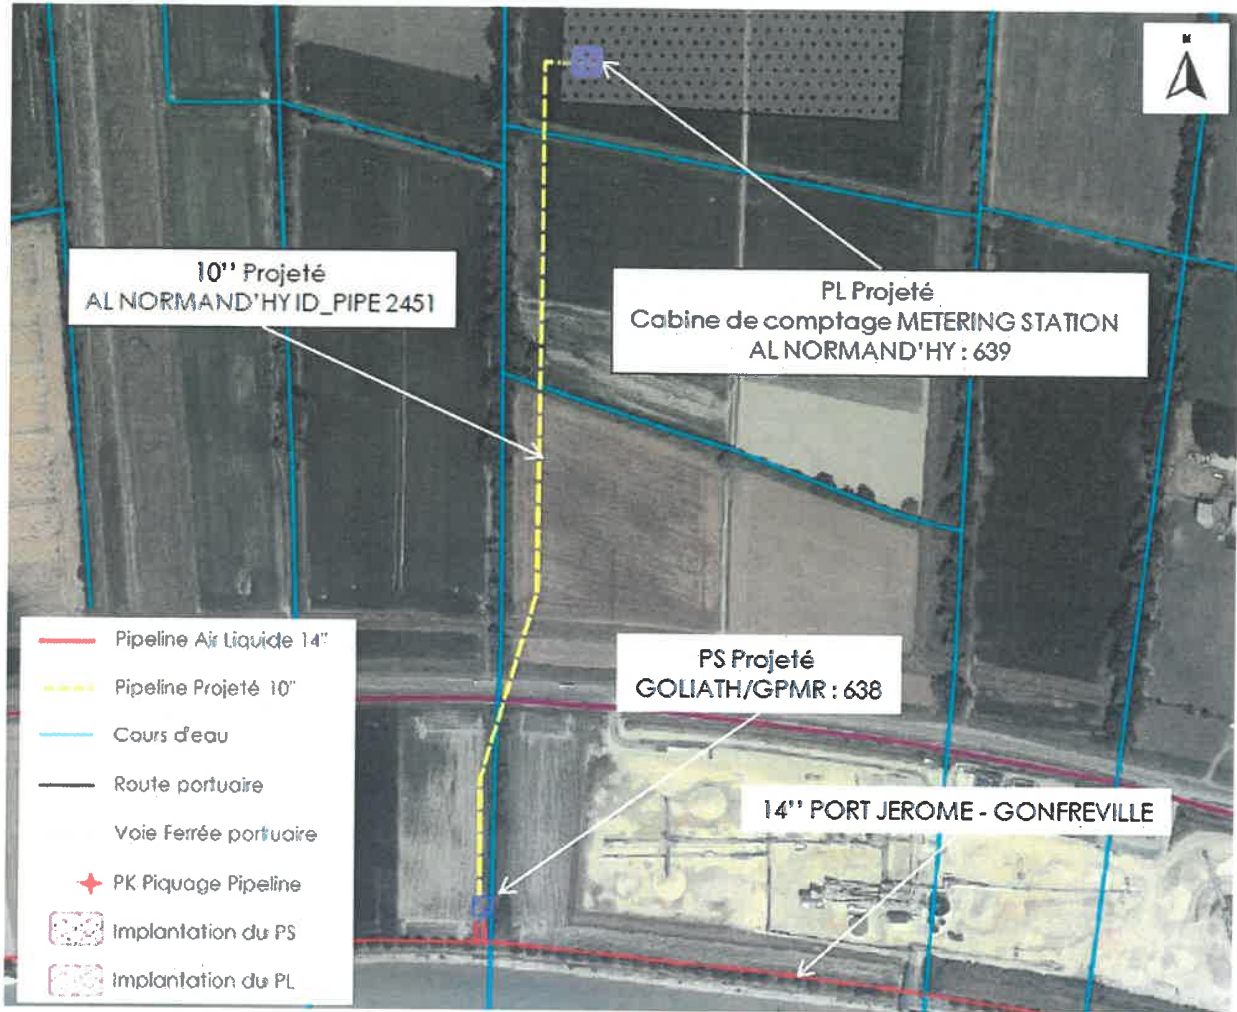 N
10'' Projeté
AL NORMAND'HY ID_PIPE 2451
PL Projeté
Cabine de comptage METERING STATION
AL NORMAND'HY : 639
PS Projeté
GOLIATH/GPMR : 638
14'' PORT JEROME - GONFREVILLE
Pipeline Air Liquide 14"
Pipeline Projeté 10"
Cours d'eau
Route portuaire
Voie Ferrée portuaire
PK Piquage Pipeline
Implantation du PS
Implantation du PL